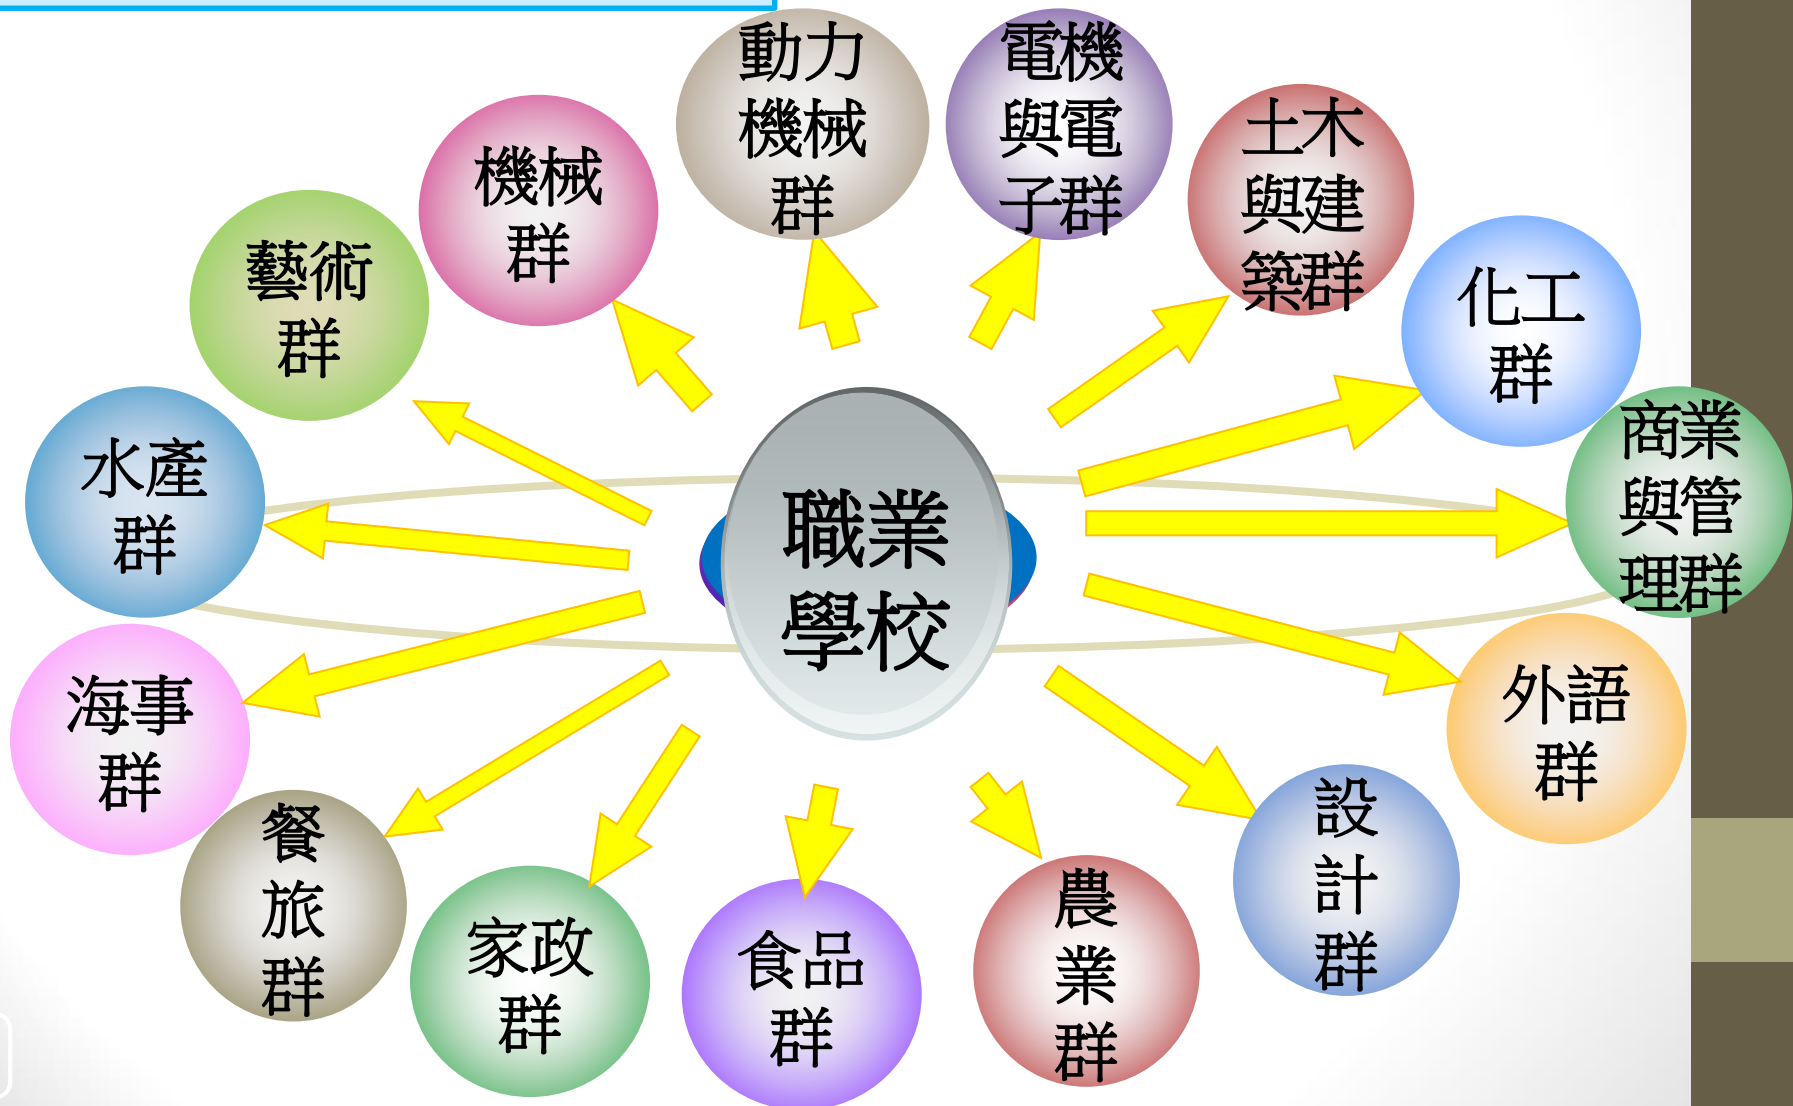 動力
機械
群
電機
與電
子群
土木
與建
築群
機械
群
化工
群
藝術
群
商業
與管
理群
水產
群
職業
學校
外語
群
海事
群
設
計
群
餐
旅
群
家政
群
食品
群
農
業
群